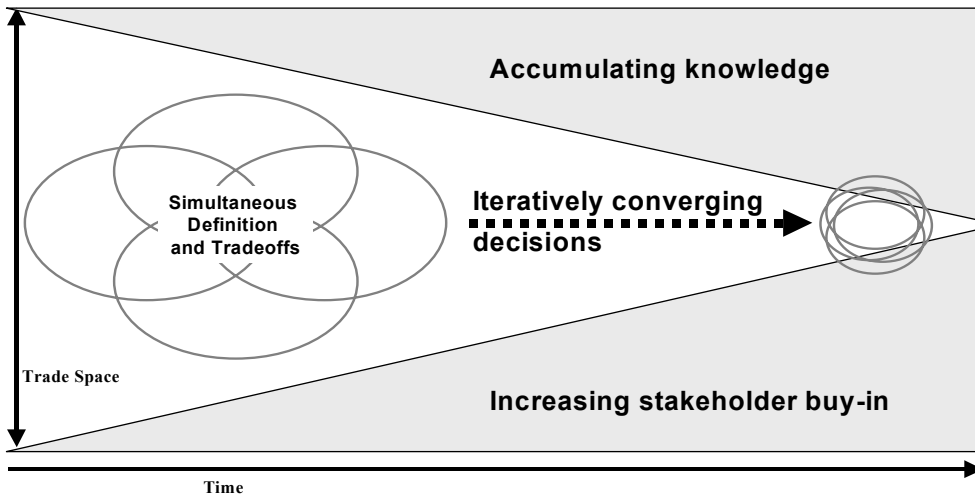 Accumulating knowledge
Simultaneous
Definition
and Tradeoffs
Iteratively converging
decisions
Trade Space
Increasing stakeholder buy-in
Time